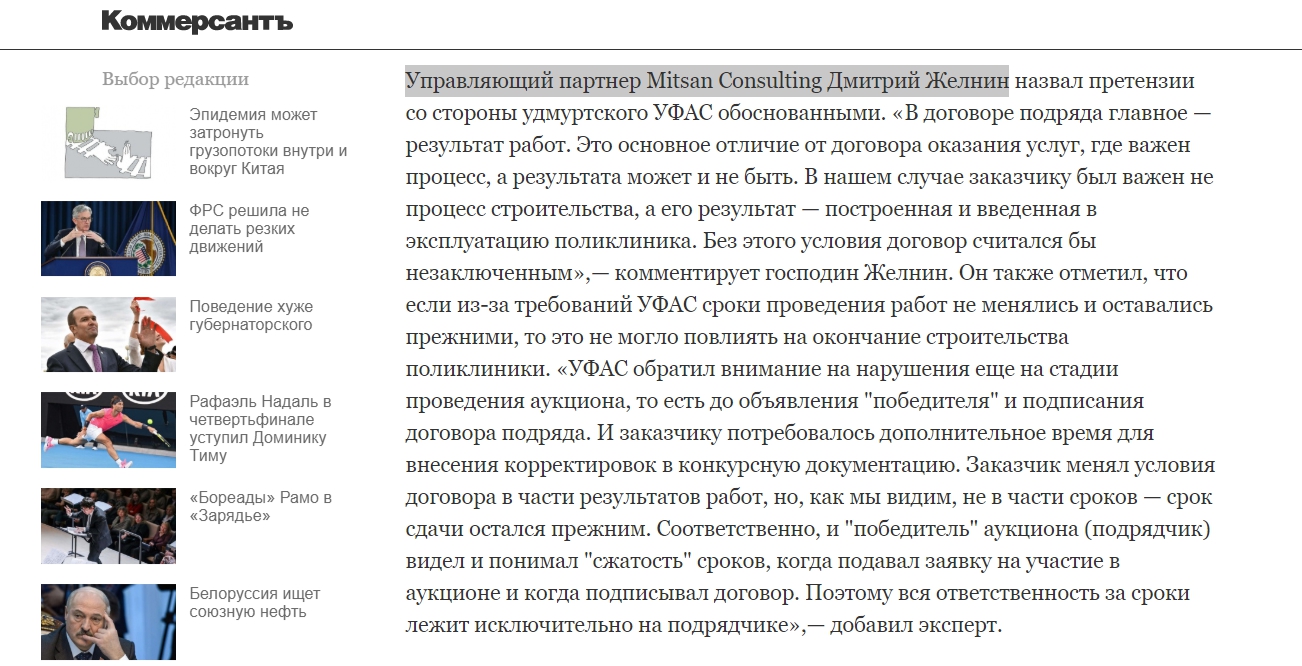 Коммерсантъ
Выбор редакции
Эпидемия может
затронуть
грузопотоки внутри и
вокруг Китая
ФРС решила не
делать резких
движений
Поведение хуже
губернаторского
KIA
Рафаэль Надаль в
четвертьфинале
уступил Доминику
Тиму
«Бореады» Рамо в
«Зарядье»
Белоруссия ищет
союзную нефть
Управляющий партнер Mitsan Consulting Дмитрий Желнин назвал претензии
со стороны удмуртского УФАС обоснованными. «В договоре подряда главное —
результат работ. Это основное отличие от договора оказания услуг, где важен
процесс, а результата может и не быть. В нашем случае заказчику был важен не
процесс строительства, а его результат — построенная и введенная в
эксплуатацию поликлиника. Без этого условия договор считался бы
незаключенным»,— комментирует господин Желнин. Он также отметил, что
если из-за требований УФАС сроки проведения работ не менялись и оставались
прежними, то это не могло повлиять на окончание строительства
поликлиники. «УФАС обратил внимание на нарушения еще на стадии
проведения аукциона, то есть до объявления "победителя" и подписания
договора подряда. И заказчику потребовалось дополнительное время для
внесения корректировок в конкурсную документацию. Заказчик менял условия
договора в части результатов работ, но, как мы видим, не в части сроков — срок
сдачи остался прежним. Соответственно, и "победитель" аукциона (подрядчик)
видел и понимал "сжатость" сроков, когда подавал заявку на участие в
аукционе и когда подписывал договор. Поэтому вся ответственность за сроки
лежит исключительно на подрядчике»,— добавил эксперт.